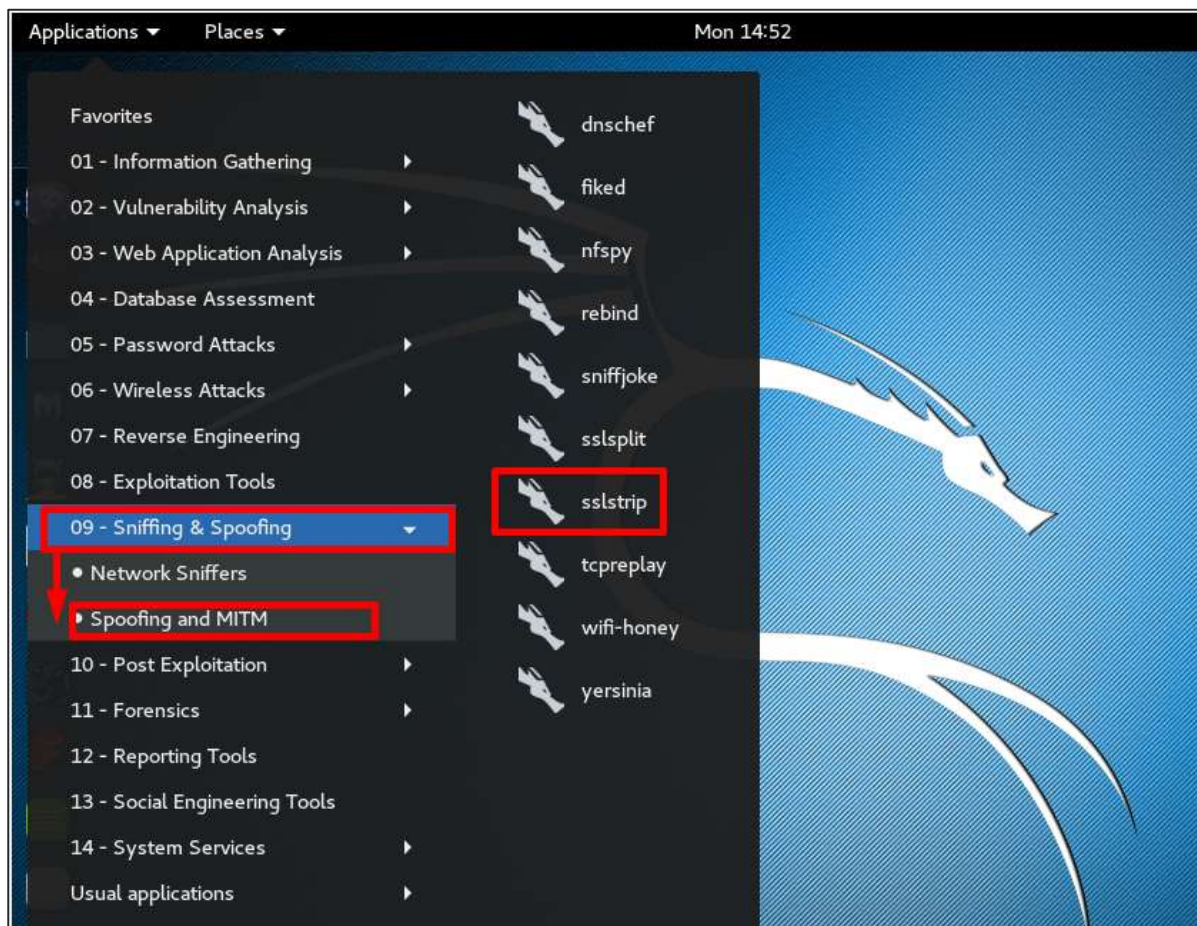 Applications Places Mon 14:52
Favorites
01 - Information Gathering
02 - Vulnerability Analysis
03 - Web Application Analysis
04 - Database Assessment
05 - Password Attacks
06 - Wireless Attacks
07 - Reverse Engineering
08 - Exploitation Tools
09 - Sniffing & Spoofing
Network Sniffers
Spoofing and MITM
10 - Post Exploitation
11 - Forensics
12 - Reporting Tools
13 - Social Engineering Tools
14 - System Services
Usual applications
dnschef
fiked
nfspy
rebind
sniffjoke
sslsplit
sslstrip
tcpreplay
wifi-honey
yersinia